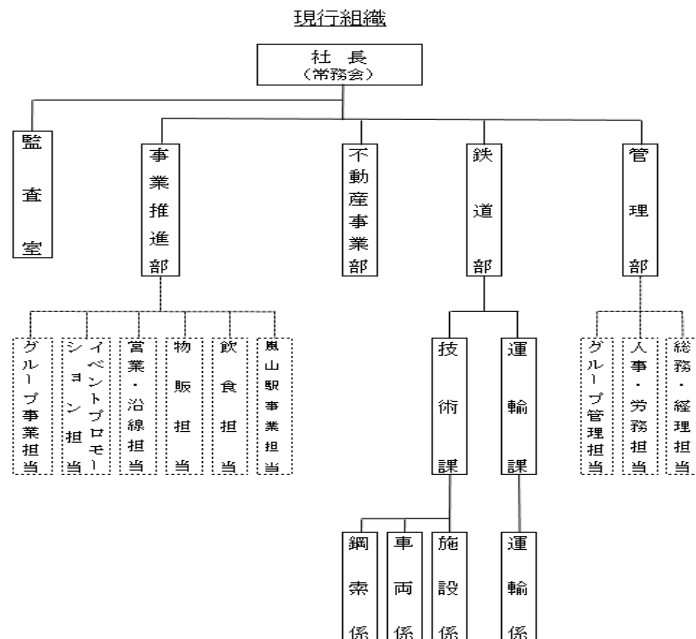 現行組織
社長
（常務会）
監査室
事業推進部
不動産事業部
鉄道部
管理部
グループ事業担当
イベントプロモー
ション担当
営業・沿線担当
物販担当
飲食担当
嵐山駅事業担当
技術課
運輸課
グループ管理担当
人事・労務担当
総務・経理担当
鋼索係
車両係
施設係
運輸係